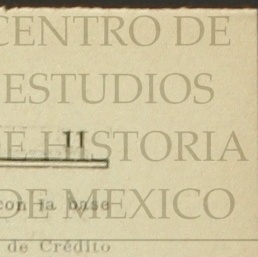 CENTRO DE
ESTUDIOS
DE HISTORIA
11
DE MEXICO
con la base
de Crédito